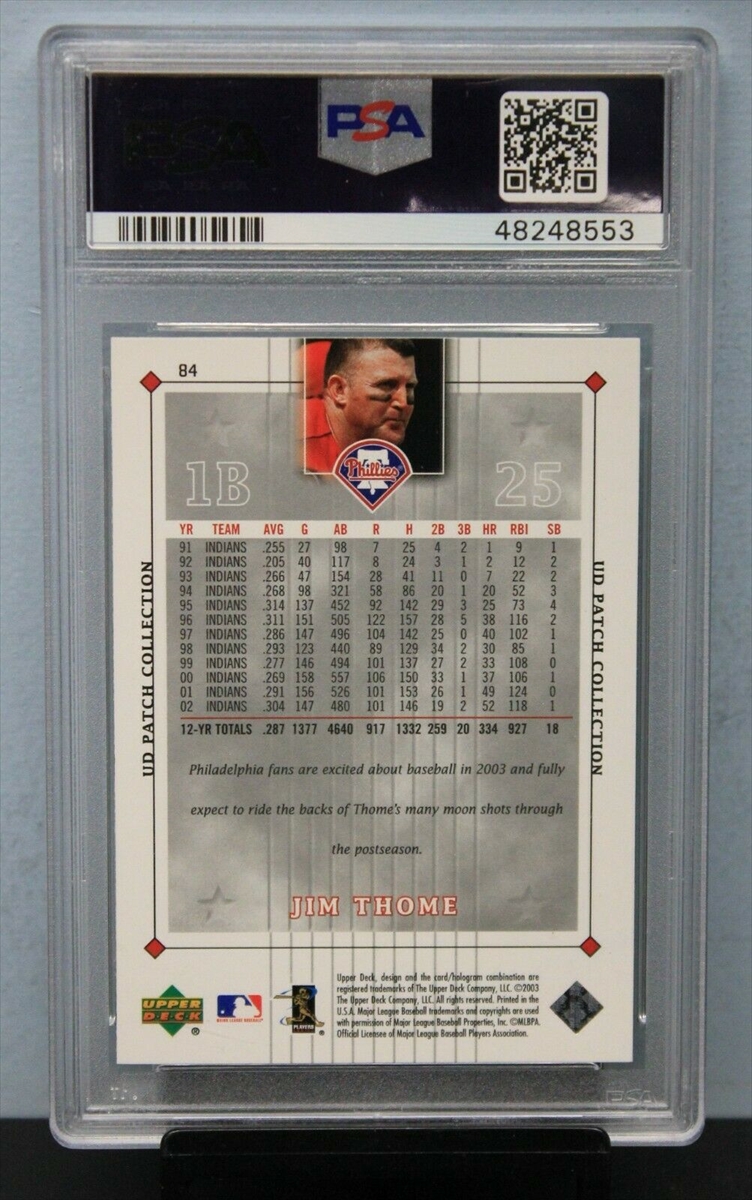 PSA
PSA
PSA PSA PSA
48248553
84
Phillies
1B 25
YR TEAM AVG G AB R H 2B 3B HR RBI SB
91 INDIANS .255 27 98 7 25 4 2 1 9 1
92 INDIANS .205 40 117 8 24 3 1 2 12 2
93 INDIANS .266 47 154 28 41 11 0 7 22 2
94 INDIANS .268 98 321 58 86 20 1 20 52 3
95 INDIANS .314 137 452 92 142 29 3 25 73 4
96 INDIANS .311 151 505 122 157 28 5 38 116 2
97 INDIANS .286 147 496 104 142 25 0 40 102 1
98 INDIANS .293 123 440 89 129 34 2 30 85 1
99 INDIANS .277 146 494 101 137 27 2 33 108 0
00 INDIANS .269 158 557 106 150 33 1 37 106 1
01 INDIANS .291 156 526 101 153 26 1 49 124 0
02 INDIANS .304 147 480 101 146 19 2 52 118 1
12-YR TOTALS .287 1377 4640 917 1332 259 20 334 927 18
UD PATCH COLLECTION
UD PATCH COLLECTION
Philadelphia fans are excited about baseball in 2003 and fully
expect to ride the backs of Thome's many moon shots through
the postseason.
JIM THOME
UPPER
DECK ®
MAJOR LEAGUE BASEBALL
PLAYERS
Upper Deck, design and the card/hologram combination are
registered trademarks of The Upper Deck Company, LLC. ©2003
The Upper Deck Company, LLC. All rights reserved. Printed in the
U.S.A. Major League Baseball trademarks and copyrights are used
with permission of Major League Baseball Properties, Inc. ©MLBPA.
Official Licensee of Major League Baseball Players Association.
PSA